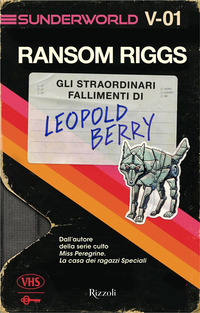 SUNDERWORLD V-01
RANSOM RIGGS
GLI STRAORDINARI
FALLIMENTI DI
LEOPOLD
BERRY
Dall'autore
della serie culto
Miss Peregrine.
La casa dei ragazzi Speciali
VHS
Rizzoli